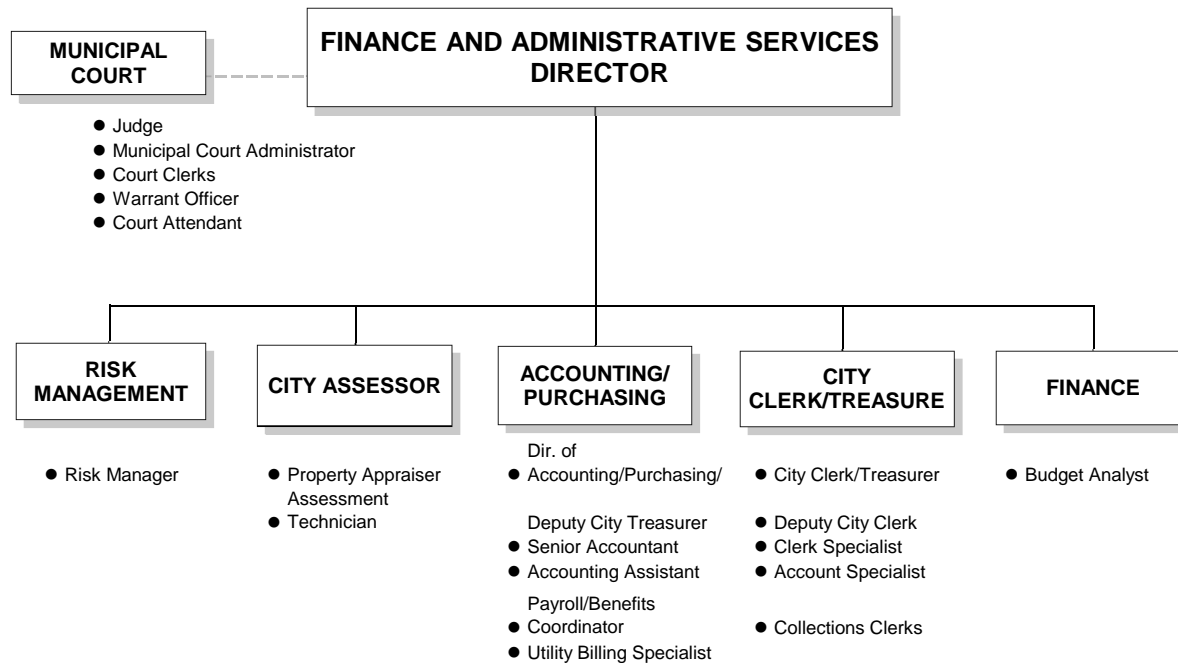 FINANCE AND ADMINISTRATIVE SERVICES
DIRECTOR
MUNICIPAL
COURT
● Judge
● Municipal Court Administrator
● Court Clerks
● Warrant Officer
● Court Attendant
RISK
MANAGEMENT
● Risk Manager
CITY ASSESSOR
● Property Appraiser
Assessment
● Technician
ACCOUNTING/
PURCHASING
Dir. of
● Accounting/Purchasing/
Deputy City Treasurer
● Senior Accountant
● Accounting Assistant
Payroll/Benefits
● Coordinator
● Utility Billing Specialist
CITY
CLERK/TREASURE
● City Clerk/Treasurer
● Deputy City Clerk
● Clerk Specialist
● Account Specialist
● Collections Clerks
FINANCE
● Budget Analyst